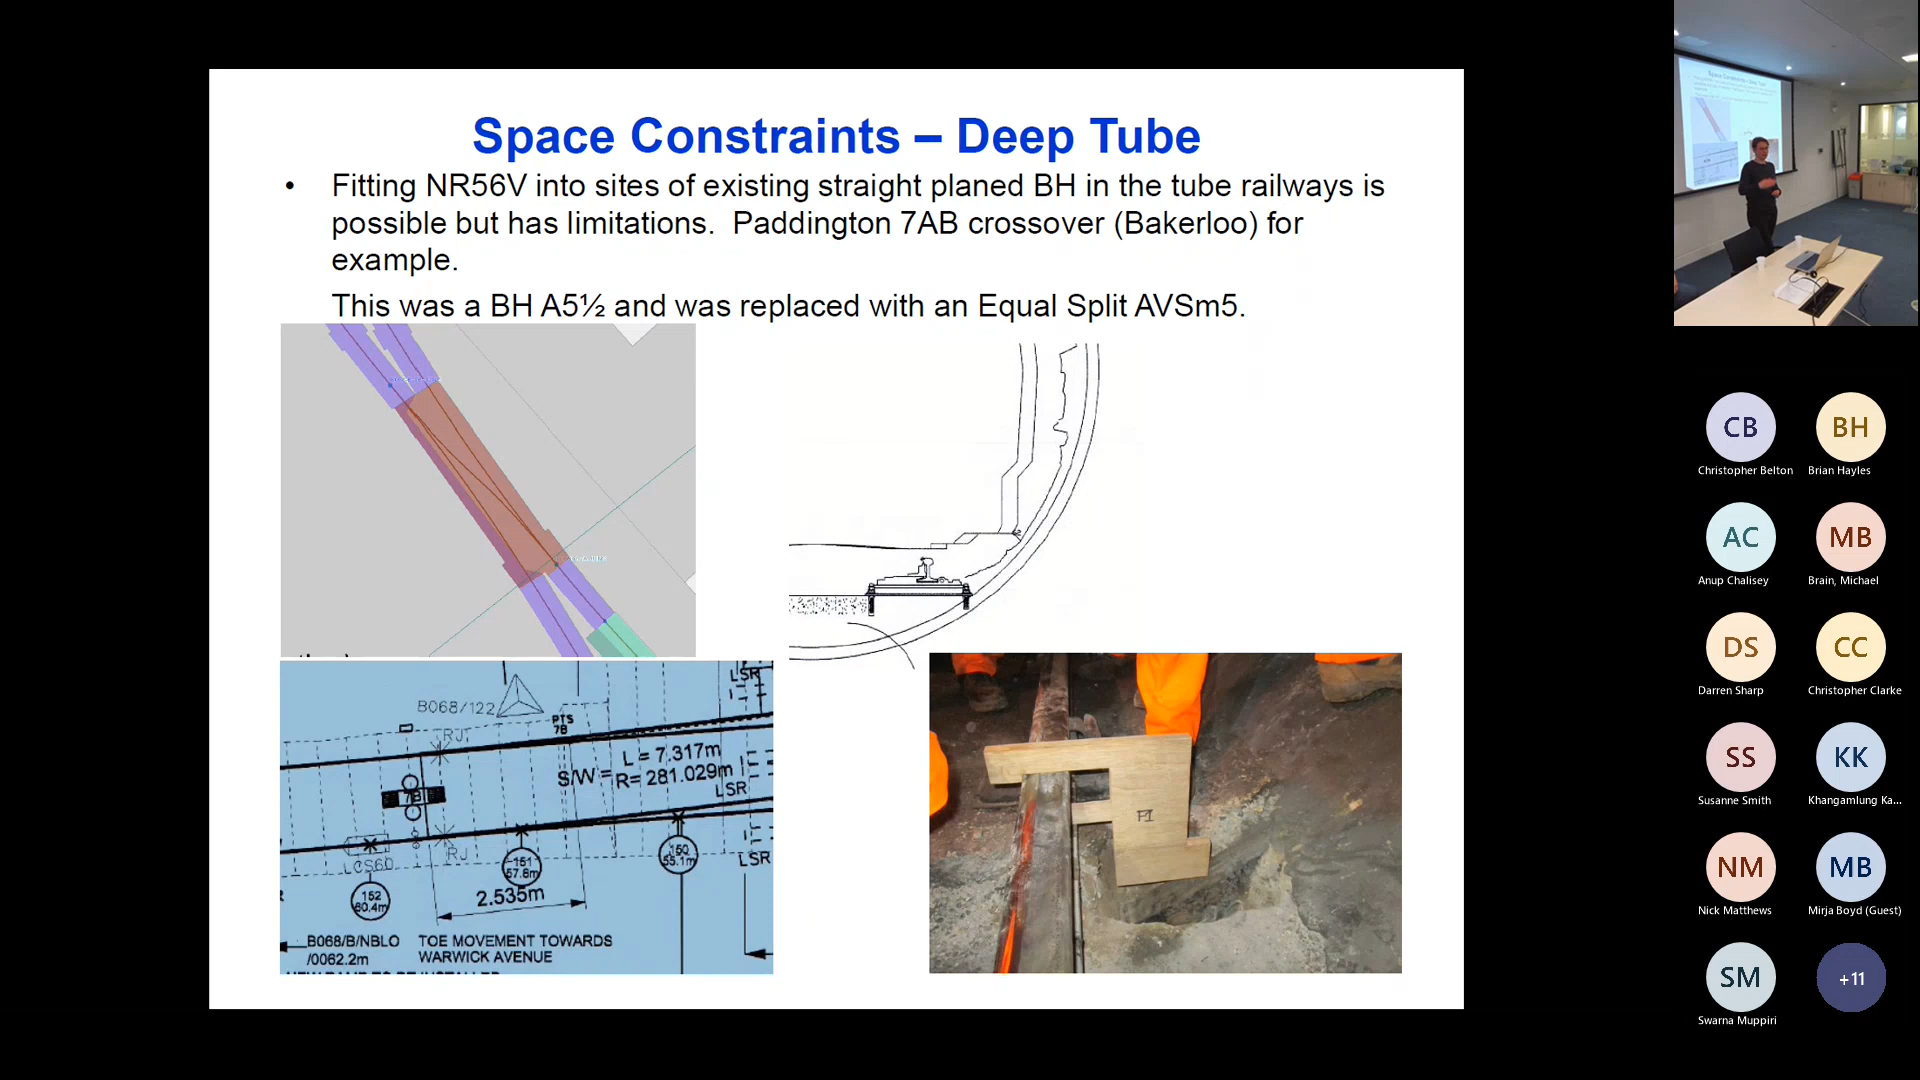 Space Constraints – Deep Tube
• Fitting NR56V into sites of existing straight planed BH in the tube railways is
possible but has limitations.  Paddington 7AB crossover (Bakerloo) for
example.
This was a BH A5½ and was replaced with an Equal Split AVSm5.
B068/122
PTS
7B
LSR
RJ
L = 7.317m
S/W =
R= 281.029m
LSR
7B
RJ
LCS60
LSR
152
60.4m
151
57.8m
150
55.1m
2.535m
B068/B/NBLO
/0062.2m
TOE MOVEMENT TOWARDS
WARWICK AVENUE
CB
Christopher Belton
BH
Brian Hayles
AC
Anup Chalisey
MB
Brain, Michael
DS
Darren Sharp
CC
Christopher Clarke
SS
Susanne Smith
KK
Khangamlung Ka...
NM
Nick Matthews
MB
Mirja Boyd (Guest)
SM
Swarna Muppiri
+11